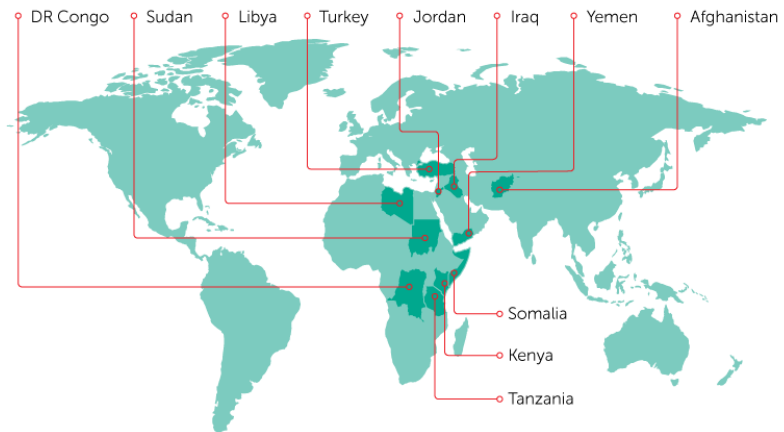 DR Congo
Sudan
Libya
Turkey
Jordan
Iraq
Yemen
Afghanistan
Somalia
Kenya
Tanzania